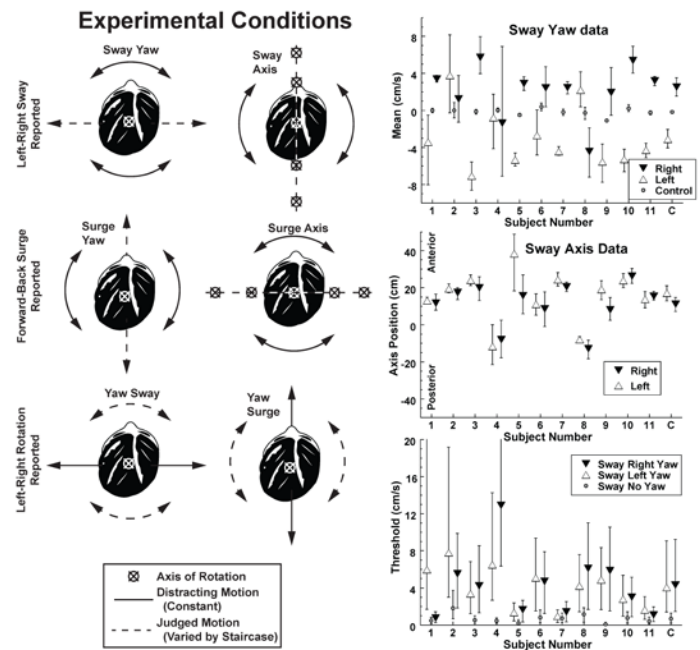 Experimental Conditions
Sway Yaw
Sway
Axis
Left-Right Sway
Reported
Surge
Yaw
Surge Axis
Forward-Back Surge
Reported
Yaw Sway
Yaw
Surge
Left-Right Rotation
Reported
Axis of Rotation
Distracting Motion
(Constant)
Judged Motion
(Varied by Staircase)
Sway Yaw data
Mean (cm/s)
8
4
0
-4
-8
Right
Left
Control
1 2 3 4 5 6 7 8 9 10 11 C
Subject Number
Sway Axis Data
Axis Position (cm)
Anterior
Posterior
40
20
0
-20
-40
Right
Left
1 2 3 4 5 6 7 8 9 10 11 C
Subject Number
Threshold (cm/s)
20
16
12
8
4
0
Sway Right Yaw
Sway Left Yaw
Sway No Yaw
1 2 3 4 5 6 7 8 9 10 11 C
Subject Number